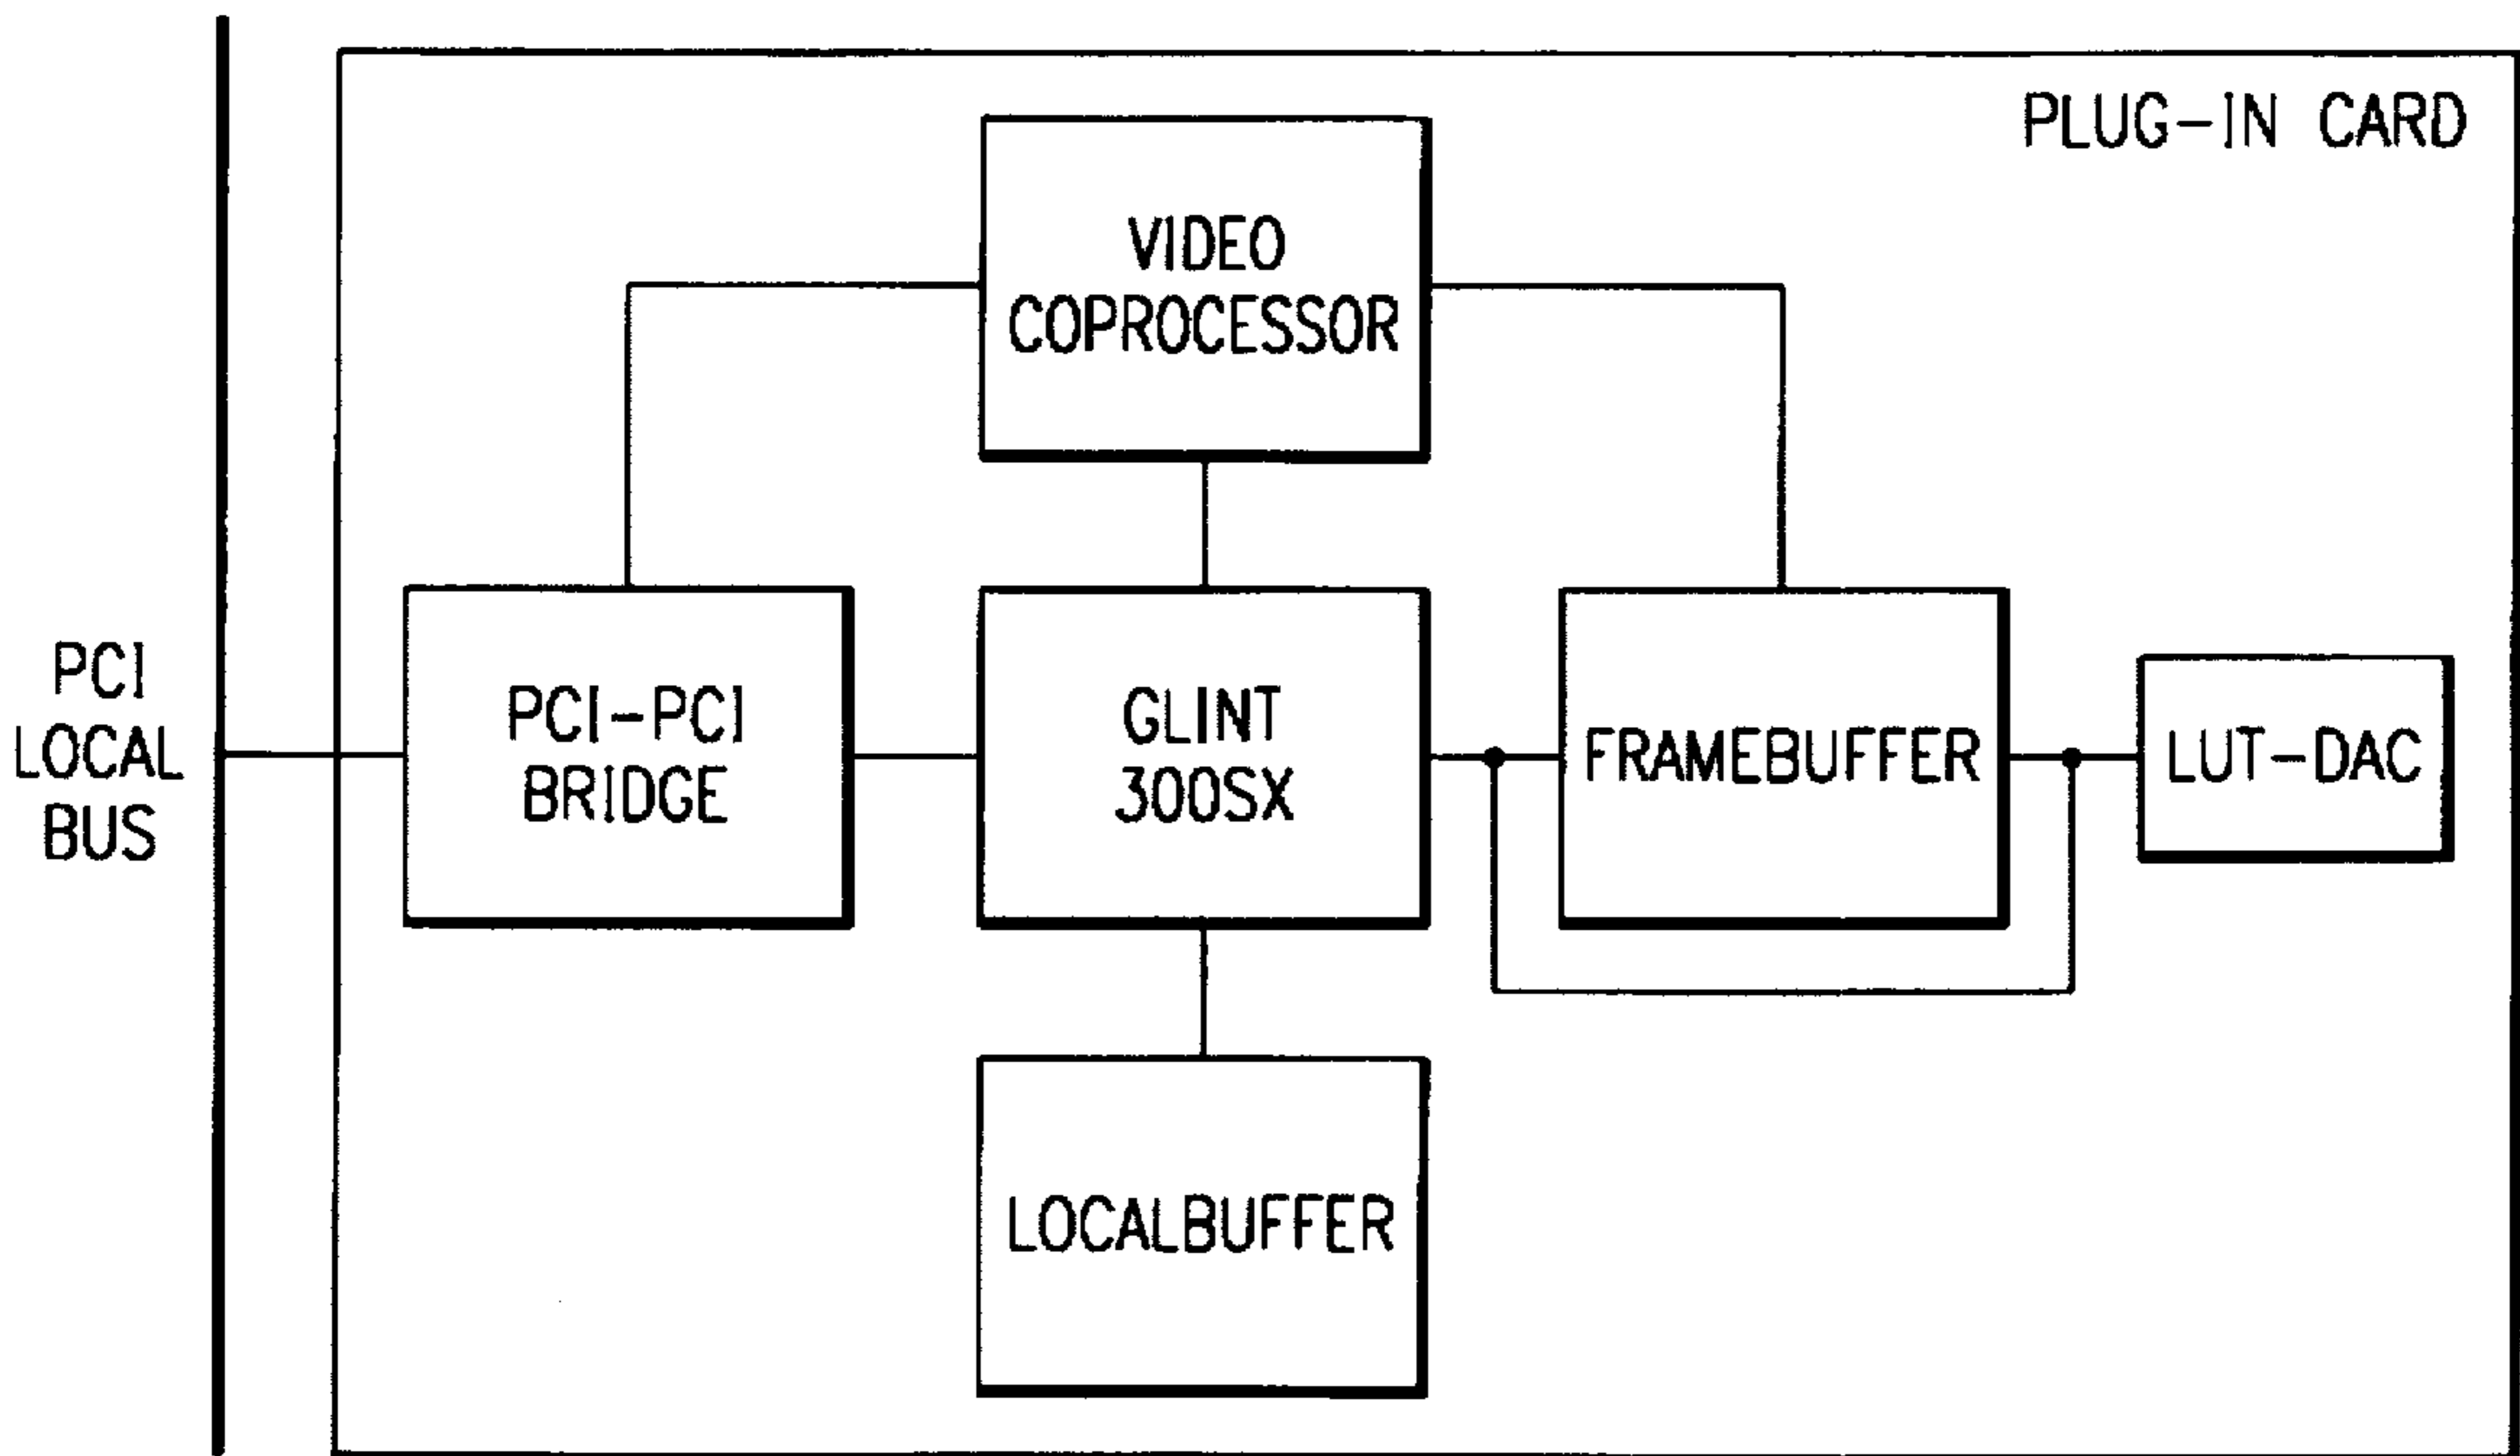 PLUG-IN CARD
VIDEO
COPROCESSOR
PCI
LOCAL
BUS
PCI-PCI
BRIDGE
GLINT
300SX
FRAMEBUFFER
LUT-DAC
LOCALBUFFER